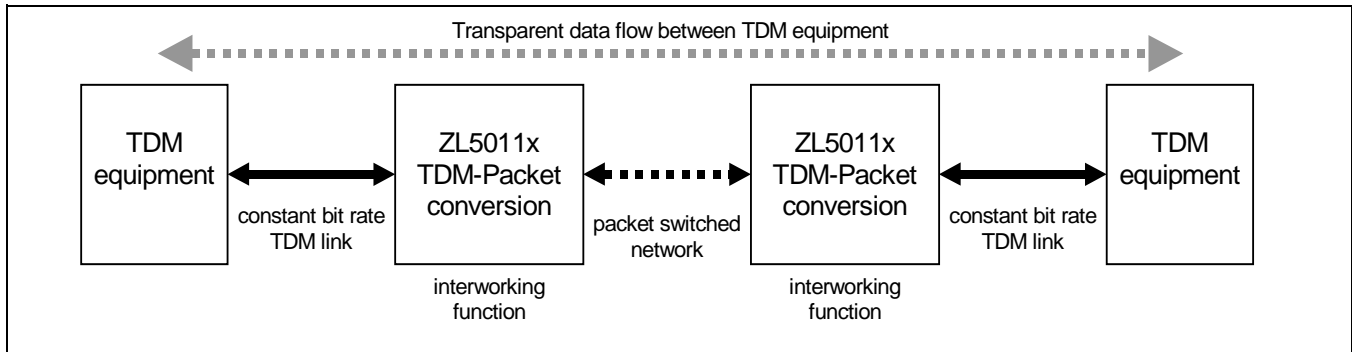 Transparent data flow between TDM equipment
TDM
equipment
constant bit rate
TDM link
ZL5011x
TDM-Packet
conversion
interworking
function
packet switched
network
ZL5011x
TDM-Packet
conversion
interworking
function
constant bit rate
TDM link
TDM
equipment